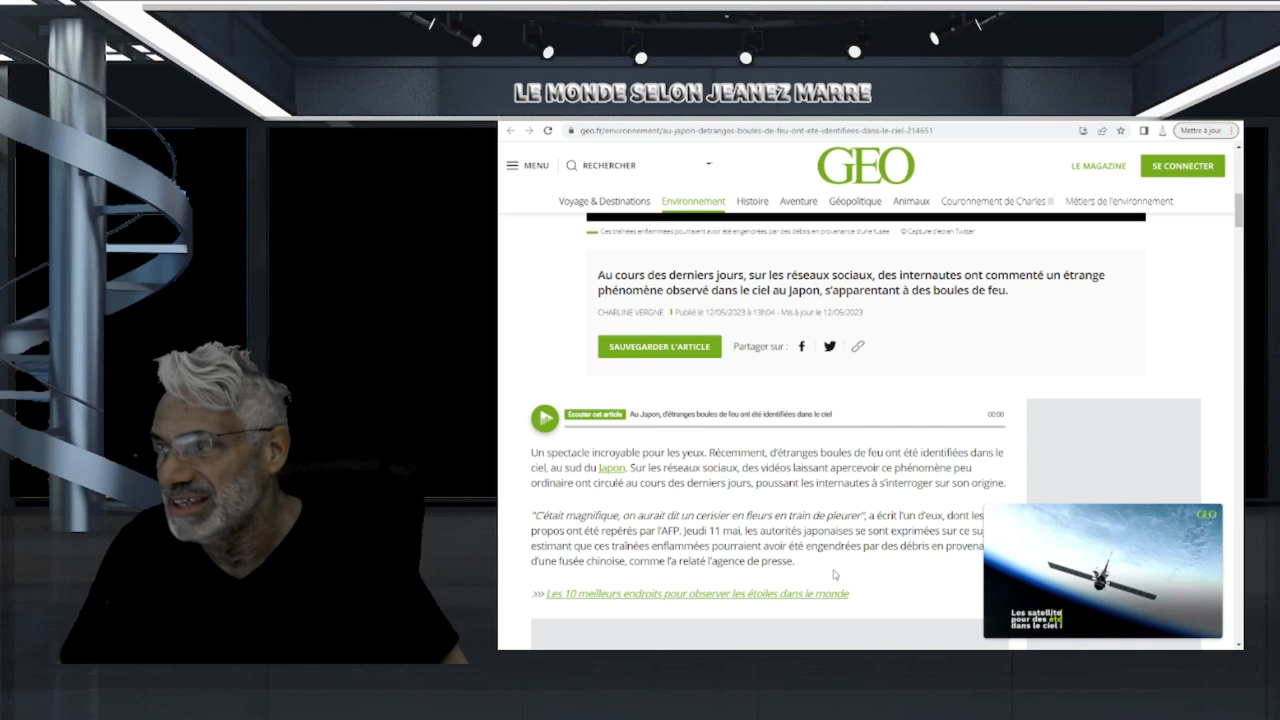 LE MONDE SELON JEANEZ MARRE
geo.fr/environnement/au-japon-detranges-boules-de-feu-ont-ete-identifiees-dans-le-ciel-214651
Mettre à jour
MENU
RECHERCHER
GEO
LE MAGAZINE
SE CONNECTER
Voyage & Destinations Environnement Histoire Aventure Géopolitique Animaux Couronnement de Charles III Métiers de l'environnement
Ces traînées enflammées pourraient avoir été engendrées par des débris en provenance d'une fusée. © Capture d'écran Twitter
Au cours des derniers jours, sur les réseaux sociaux, des internautes ont commenté un étrange
phénomène observé dans le ciel au Japon, s'apparentant à des boules de feu.
CHARLINE VERGNE Publié le 12/05/2023 à 13h04 - Mis à jour le 12/05/2023
SAUVEGARDER L'ARTICLE Partager sur :
Ecouter cet article Au Japon, d'étranges boules de feu ont été identifiées dans le ciel 00:00
Un spectacle incroyable pour les yeux. Récemment, d'étranges boules de feu ont été identifiées dans le
ciel, au sud du Japon. Sur les réseaux sociaux, des vidéos laissant apercevoir ce phénomène peu
ordinaire ont circulé au cours des derniers jours, poussant les internautes à s'interroger sur son origine.
"C'était magnifique, on aurait dit un cerisier en fleurs en train de pleurer", a écrit l'un d'eux, dont les
propos ont été repérés par l'AFP. Jeudi 11 mai, les autorités japonaises se sont exprimées sur ce su
estimant que ces traînées enflammées pourraient avoir été engendrées par des débris en provena
d'une fusée chinoise, comme l'a relaté l'agence de presse.
>>> Les 10 meilleurs endroits pour observer les étoiles dans le monde
GEO
Les satellite
pour des éto
dans le ciel !